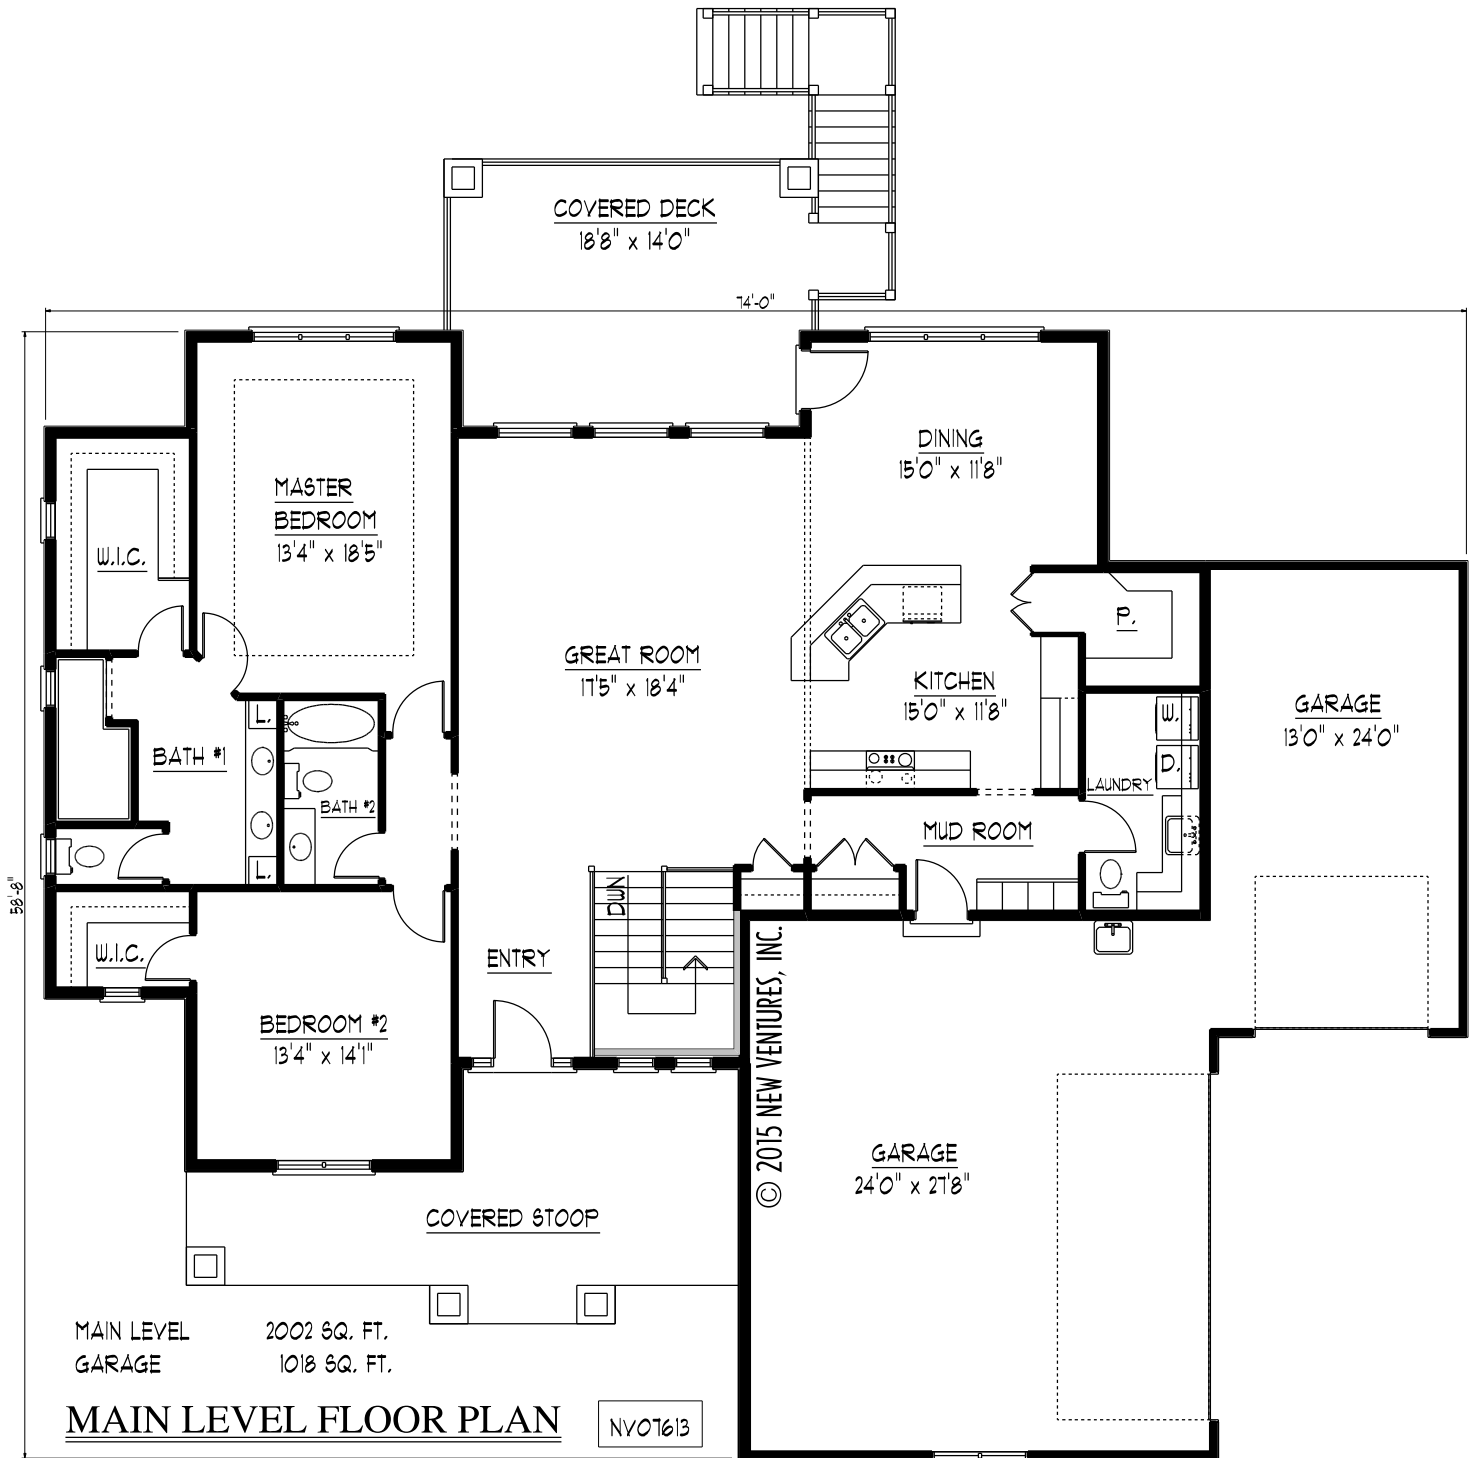 COVERED DECK
18'8" x 14'0"
74'-0"
DINING
15'0" x 11'8"
MASTER
BEDROOM
13'4" x 18'5"
W.I.C.
P.
GREAT ROOM
17'5" x 18'4"
KITCHEN
15'0" x 11'8"
GARAGE
13'0" x 24'0"
L.
W.
BATH #1
D.
LAUNDRY
BATH #2
MUD ROOM
L.
DWN
58'-8"
W.I.C.
ENTRY
BEDROOM #2
13'4" x 14'1"
© 2015 NEW VENTURES, INC.
GARAGE
24'0" x 27'8"
COVERED STOOP
MAIN LEVEL 2002 SQ. FT.
GARAGE 1018 SQ. FT.
MAIN LEVEL FLOOR PLAN
NV07613